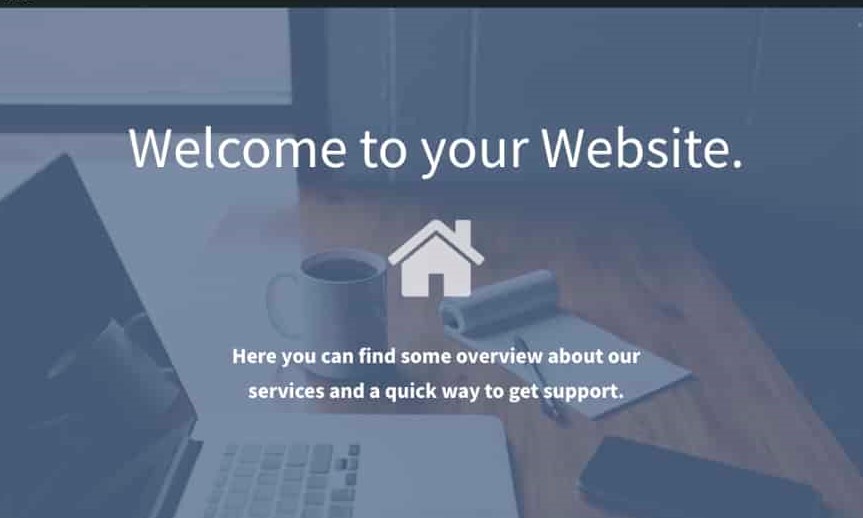 Welcome to your Website.
Here you can find some overview about our
services and a quick way to get support.